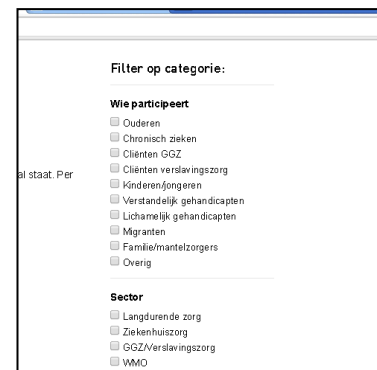 Filter op categorie:
Wie participeert
Ouderen
Chronisch zieken
Cliënten GGZ
Cliënten verslavingszorg
al staat. Per
Kinderen/jongeren
Verstandelijk gehandicapten
Lichamelijk gehandicapten
Migranten
Familie/mantelzorgers
Overig
Sector
Langdurende zorg
Ziekenhuiszorg
GGZ/Verslavingszorg
WMO